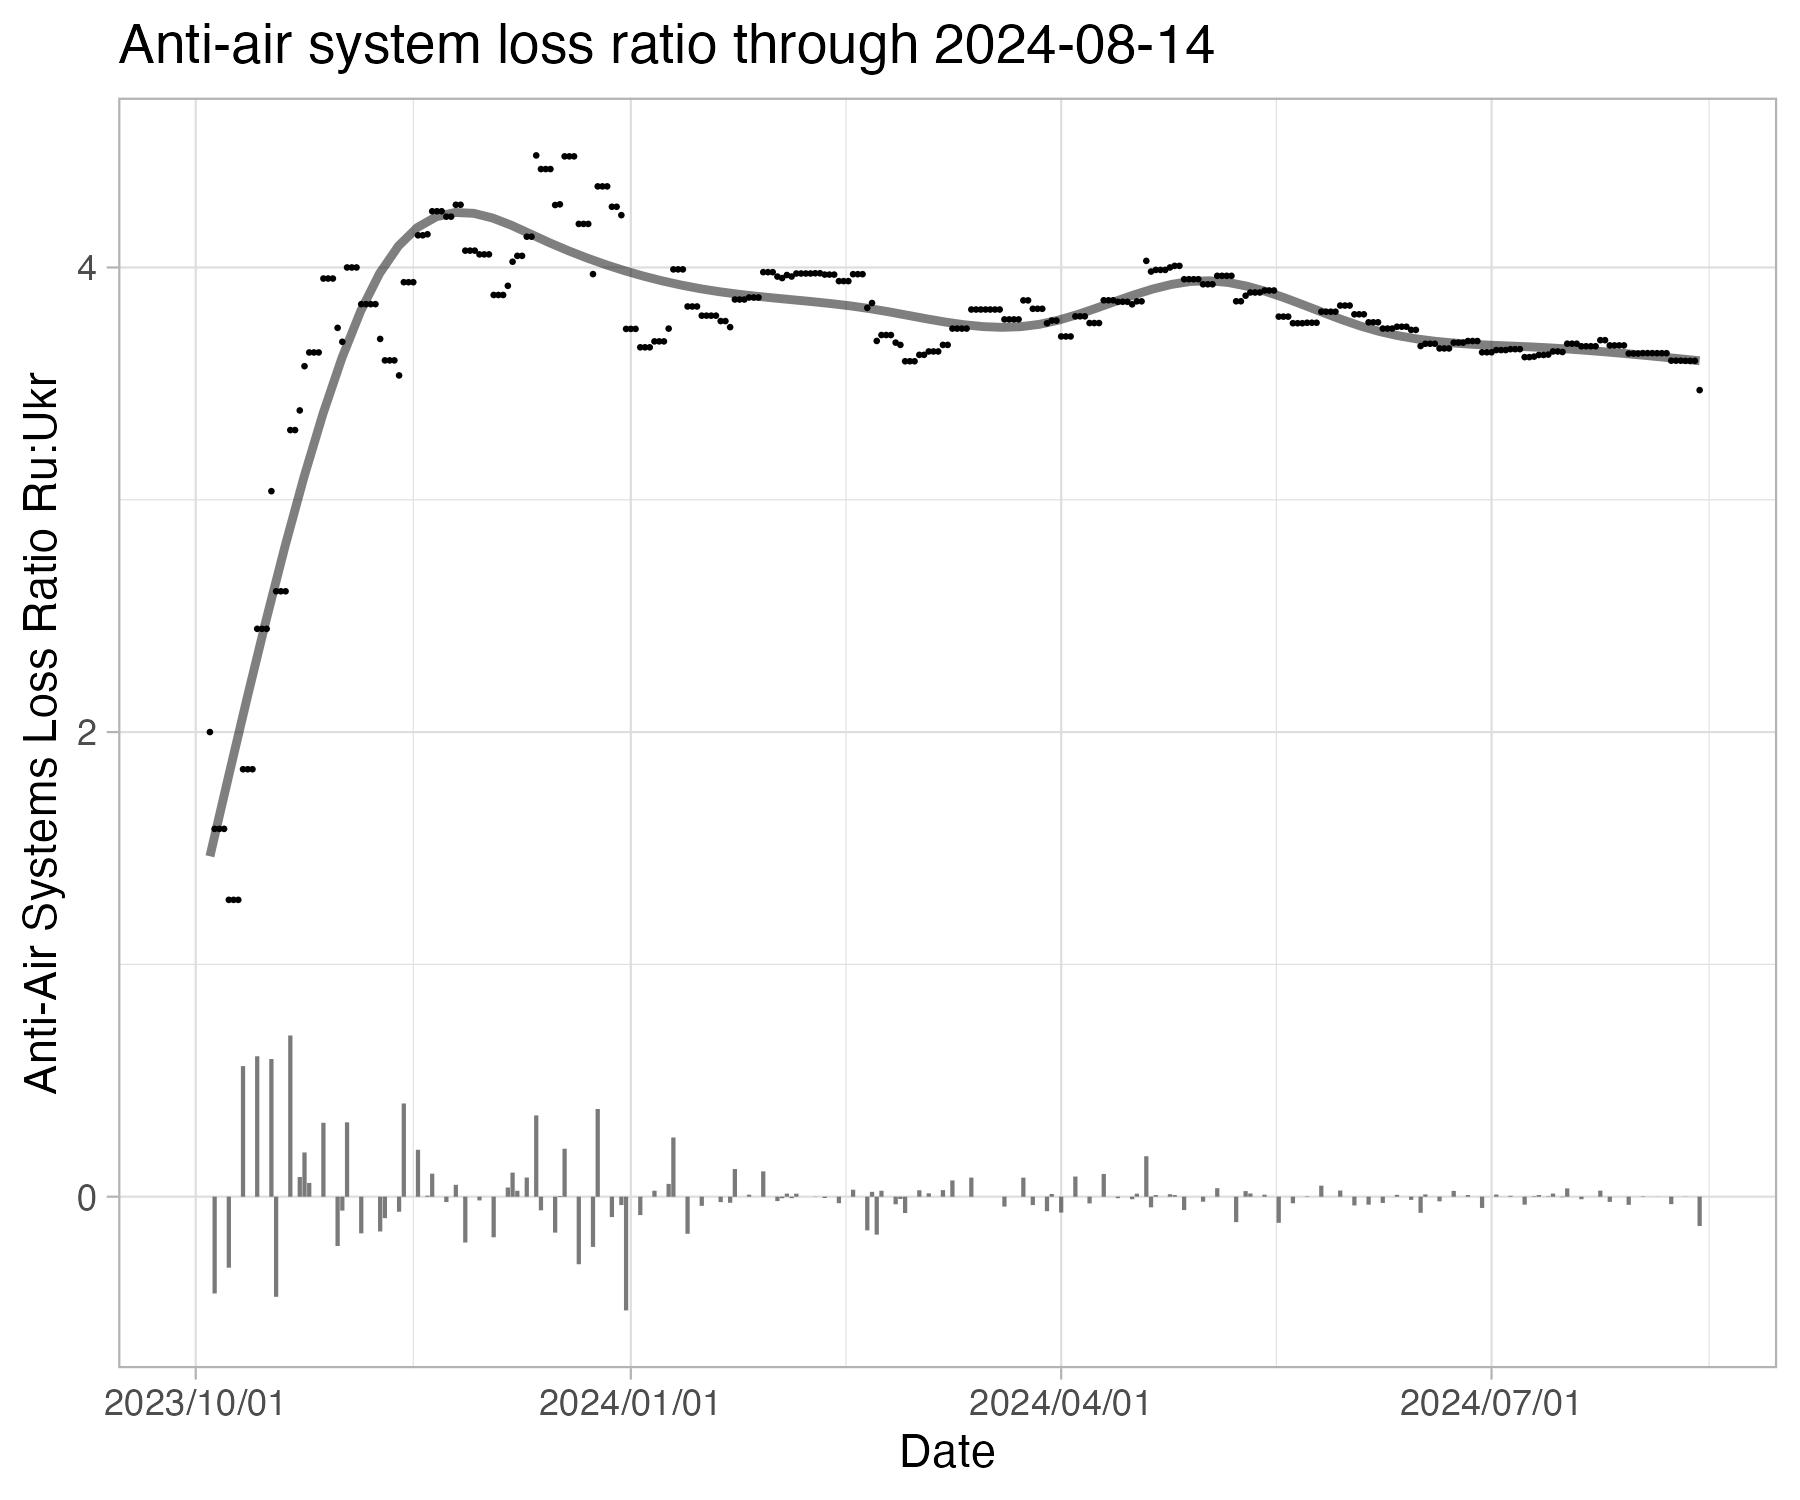 Anti-air system loss ratio through 2024-08-14
Anti-Air Systems Loss Ratio Ru:Ukr
4
2
0
2023/10/01
2024/01/01
2024/04/01
2024/07/01
Date